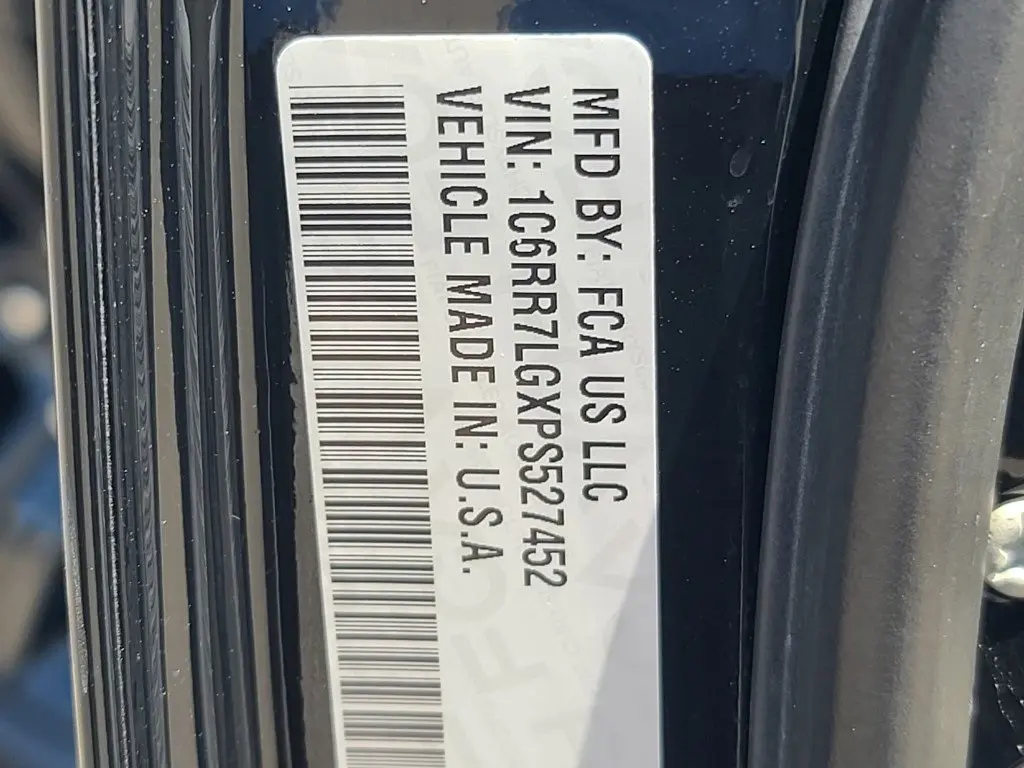 MFD BY: FCA US LLC
VIN: 1C6RR7LGXPS527452
VEHICLE MADE IN: U.S.A.